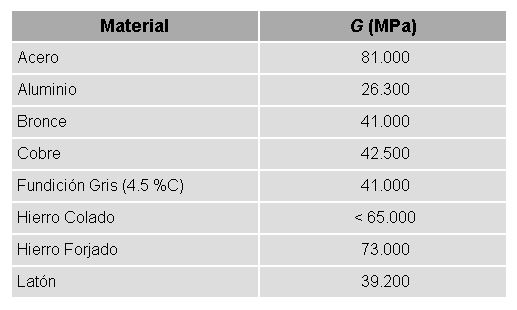 Material G (MPa)
Acero 81.000
Aluminio 26.300
Bronce 41.000
Cobre 42.500
Fundición Gris (4.5 %C) 41.000
Hierro Colado < 65.000
Hierro Forjado 73.000
Latón 39.200